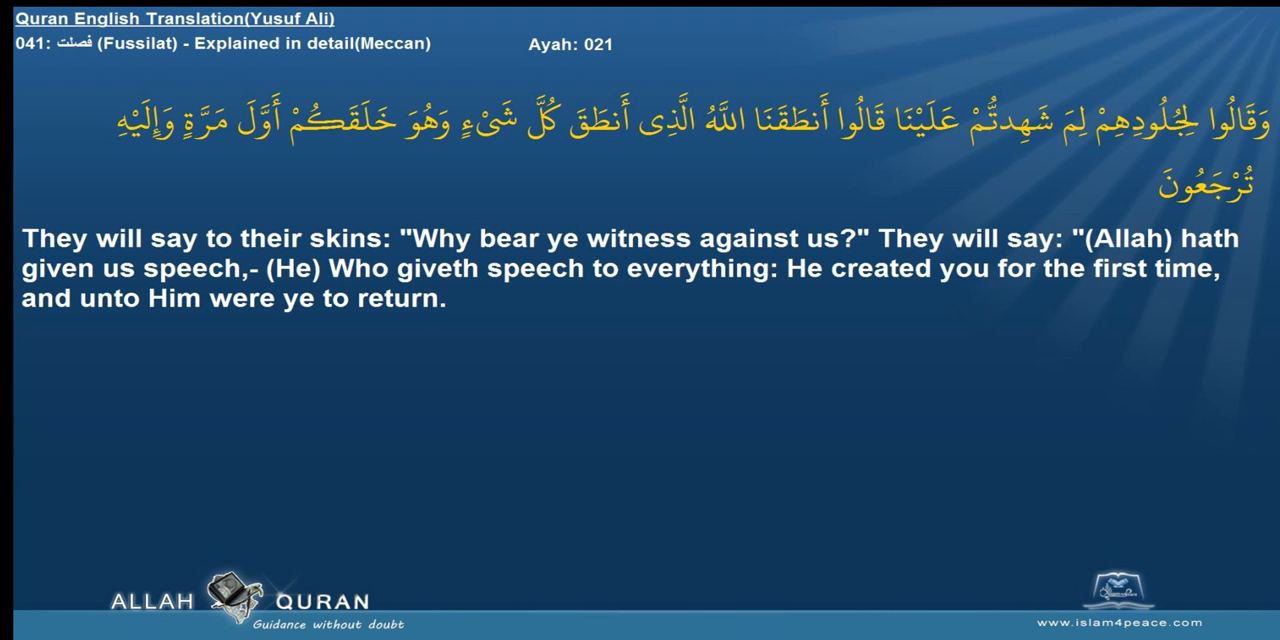 Quran English Translation(Yusuf Ali)
041: فصلت (Fussilat) - Explained in detail(Meccan) Ayah: 021
وَقَالُوا لِجُلُودِهِمْ لِمَ شَهِدتُّمْ عَلَيْنَا قَالُوا أَنطَقَنَا اللَّهُ الَّذِى أَنطَقَ كُلَّ شَىْءٍ وَهُوَ خَلَقَكُمْ أَوَّلَ مَرَّةٍ وَإِلَيْهِ
تُرْجَعُونَ
They will say to their skins: "Why bear ye witness against us?" They will say: "(Allah) hath
given us speech,- (He) Who giveth speech to everything: He created you for the first time,
and unto Him were ye to return.
ALLAH QURAN
Guidance without doubt
www.islam4peace.com